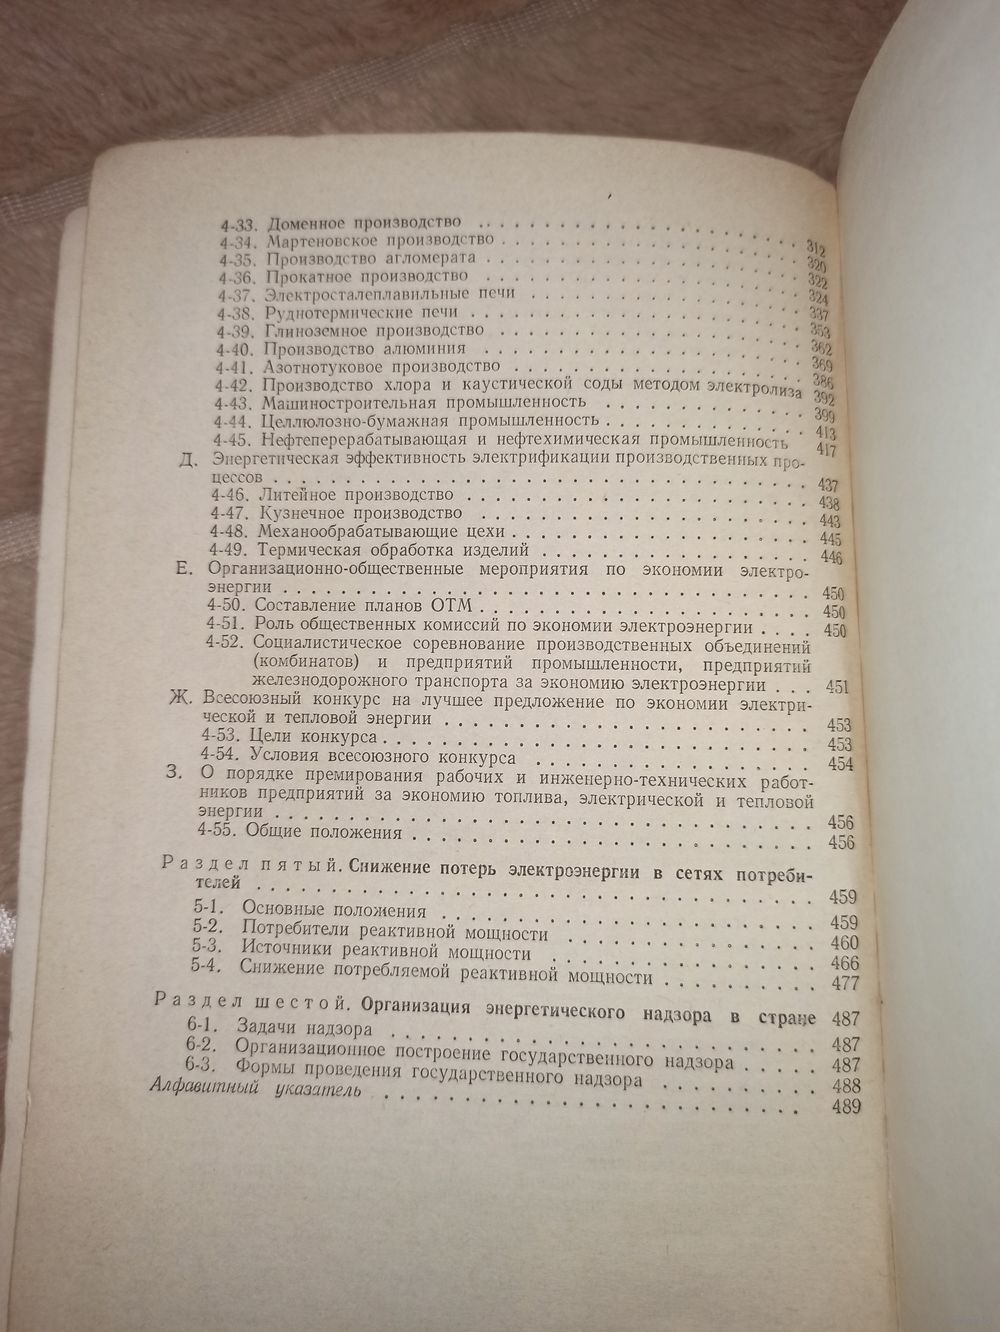 4-33. Доменное производство . . . . . . . . . . . . . . . . 312
4-34. Мартеновское производство . . . . . . . . . . . . . . . 320
4-35. Производство агломерата . . . . . . . . . . . . . . . . 322
4-36. Прокатное производство . . . . . . . . . . . . . . . . 324
4-37. Электросталеплавильные печи . . . . . . . . . . . . . . 337
4-38. Руднотермические печи . . . . . . . . . . . . . . . . 353
4-39. Глиноземное производство . . . . . . . . . . . . . . . 362
4-40. Производство алюминия . . . . . . . . . . . . . . . . 369
4-41. Азотнотуковое производство . . . . . . . . . . . . . . 386
4-42. Производство хлора и каустической соды методом электролиза 392
4-43. Машиностроительная промышленность . . . . . . . . . . . 399
4-44. Целлюлозно-бумажная промышленность . . . . . . . . . . 413
4-45. Нефтеперерабатывающая и нефтехимическая промышленность 417
Д. Энергетическая эффективность электрификации производственных про-
цессов . . . . . . . . . . . . . . . . . . . . . . . . . 437
4-46. Литейное производство . . . . . . . . . . . . . . . . 438
4-47. Кузнечное производство . . . . . . . . . . . . . . . . 443
4-48. Механообрабатывающие цехи . . . . . . . . . . . . . . 445
4-49. Термическая обработка изделий . . . . . . . . . . . . 446
Е. Организационно-общественные мероприятия по экономии электро-
энергии . . . . . . . . . . . . . . . . . . . . . . . . . 450
4-50. Составление планов ОТМ . . . . . . . . . . . . . . . . 450
4-51. Роль общественных комиссий по экономии электроэнергии . . . . 450
4-52. Социалистическое соревнование производственных объединений
(комбинатов) и предприятий промышленности, предприятий
железнодорожного транспорта за экономию электроэнергии . . . 451
Ж. Всесоюзный конкурс на лучшее предложение по экономии электри-
ческой и тепловой энергии . . . . . . . . . . . . . . . . . 453
4-53. Цели конкурса . . . . . . . . . . . . . . . . . . . . 453
4-54. Условия всесоюзного конкурса . . . . . . . . . . . . . 454
З. О порядке премирования рабочих и инженерно-технических работ-
ников предприятий за экономию топлива, электрической и тепловой
энергии . . . . . . . . . . . . . . . . . . . . . . . . . 456
4-55. Общие положения . . . . . . . . . . . . . . . . . . . 456
Раздел пятый. Снижение потерь электроэнергии в сетях потреби-
телей . . . . . . . . . . . . . . . . . . . . . . . . . . 459
5-1. Основные положения . . . . . . . . . . . . . . . . . . 459
5-2. Потребители реактивной мощности . . . . . . . . . . . . 460
5-3. Источники реактивной мощности . . . . . . . . . . . . . 466
5-4. Снижение потребляемой реактивной мощности . . . . . . . . 477
Раздел шестой. Организация энергетического надзора в стране 487
6-1. Задачи надзора . . . . . . . . . . . . . . . . . . . . 487
6-2. Организационное построение государственного надзора . . . . . 487
6-3. Формы проведения государственного надзора . . . . . . . . 488
Алфавитный указатель . . . . . . . . . . . . . . . . . . . 489